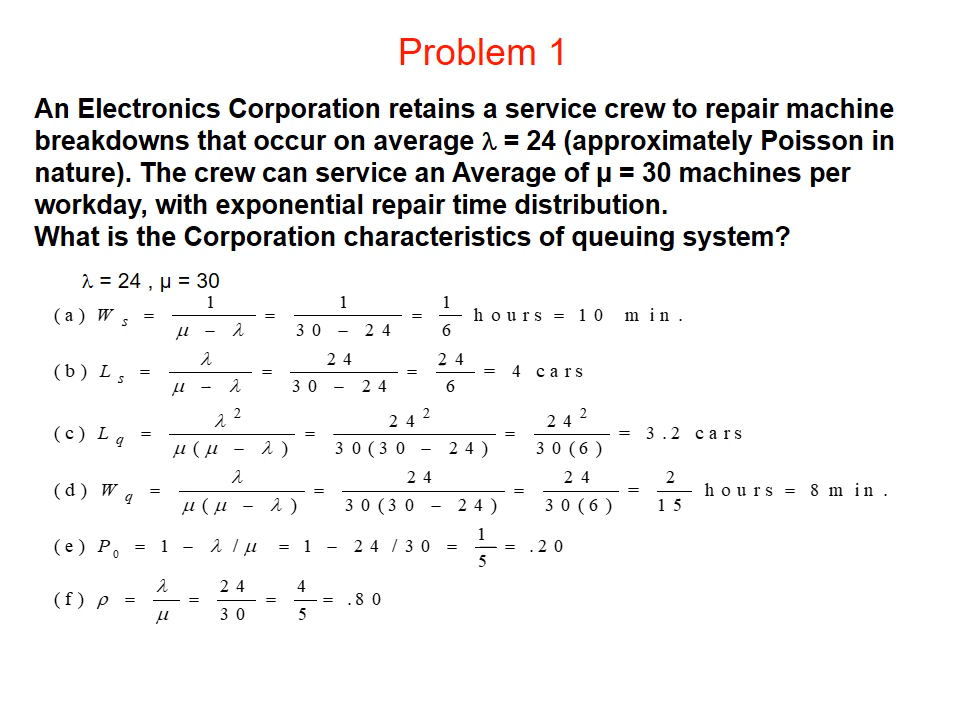 Problem 1
An Electronics Corporation retains a service crew to repair machine
breakdowns that occur on average λ = 24 (approximately Poisson in
nature). The crew can service an Average of μ = 30 machines per
workday, with exponential repair time distribution.
What is the Corporation characteristics of queuing system?
λ = 24 , μ = 30
(a) W_s = 1/(μ − λ) = 1/(30 − 24) = 1/6 hours = 10 min.
(b) L_s = λ/(μ − λ) = 24/(30 − 24) = 24/6 = 4 cars
(c) L_q = λ²/(μ(μ − λ)) = 24²/(30(30 − 24)) = 24²/(30(6)) = 3.2 cars
(d) W_q = λ/(μ(μ − λ)) = 24/(30(30 − 24)) = 24/(30(6)) = 2/15 hours = 8 min.
(e) P₀ = 1 − λ/μ = 1 − 24/30 = 1/5 = .20
(f) ρ = λ/μ = 24/30 = 4/5 = .80